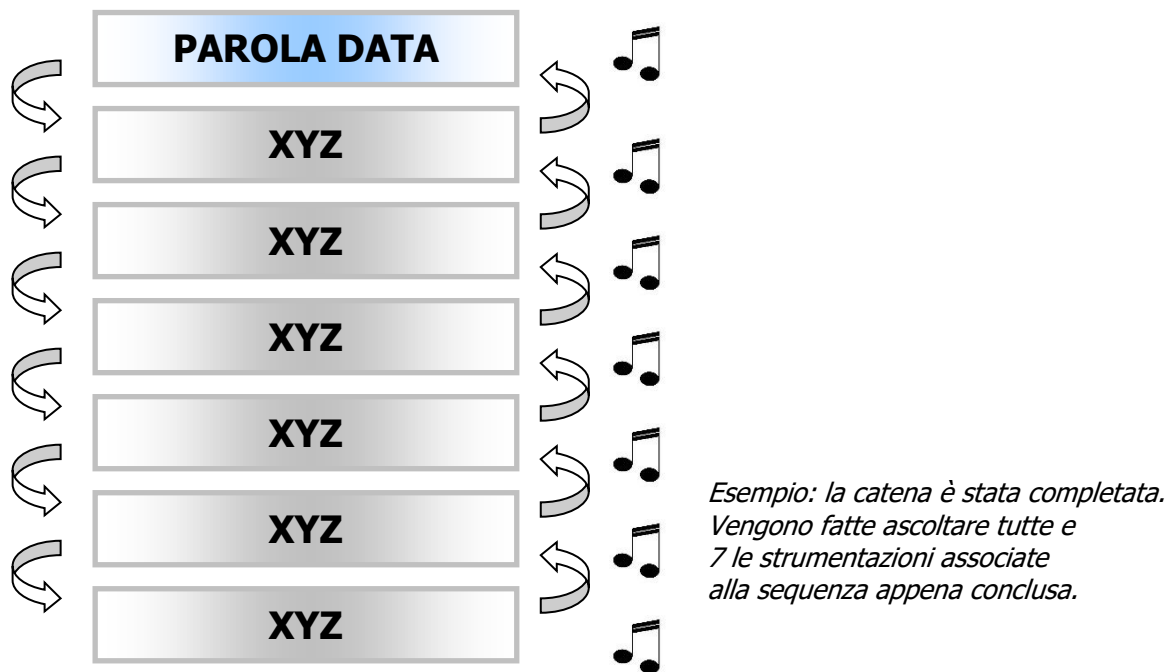 PAROLA DATA
XYZ
XYZ
XYZ
XYZ
XYZ
XYZ
Esempio: la catena è stata completata.
Vengono fatte ascoltare tutte e
7 le strumentazioni associate
alla sequenza appena conclusa.